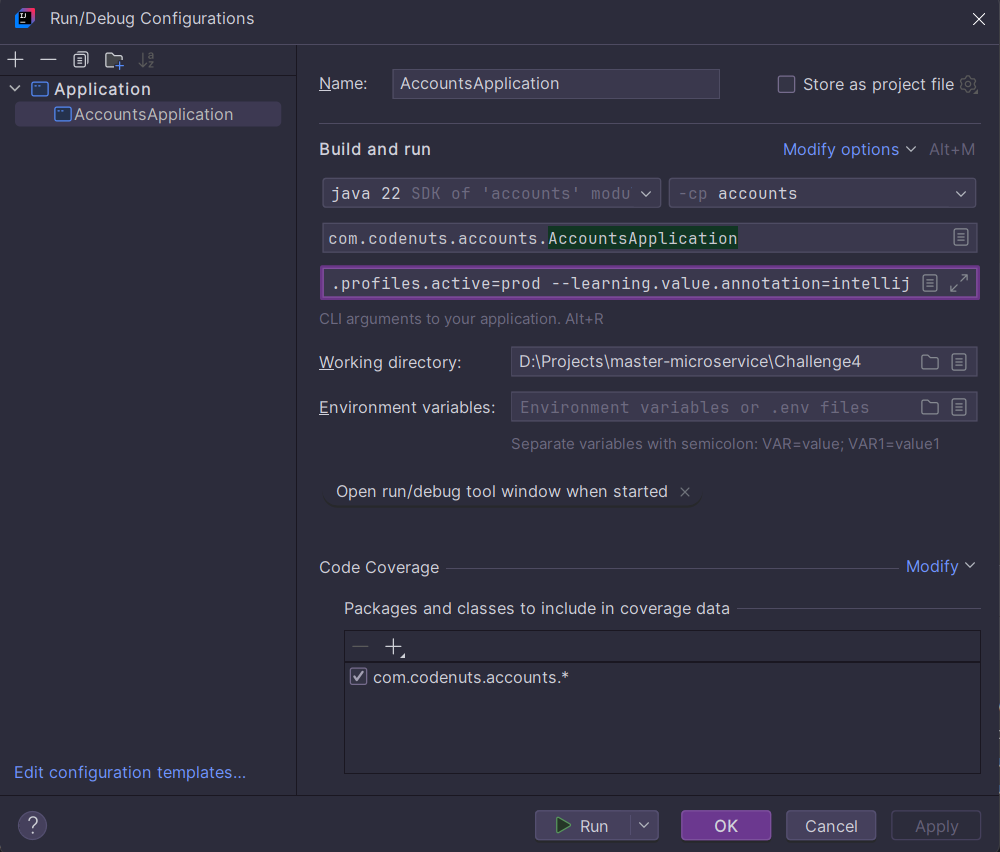 Run/Debug Configurations
Application
AccountsApplication
Name: AccountsApplication Store as project file
Build and run Modify options Alt+M
java 22 SDK of 'accounts' modu -cp accounts
com.codenuts.accounts.AccountsApplication
.profiles.active=prod --learning.value.annotation=intellij
CLI arguments to your application. Alt+R
Working directory: D:\Projects\master-microservice\Challenge4
Environment variables: Environment variables or .env files
Separate variables with semicolon: VAR=value; VAR1=value1
Open run/debug tool window when started
Code Coverage Modify
Packages and classes to include in coverage data
com.codenuts.accounts.*
Edit configuration templates...
? Run OK Cancel Apply